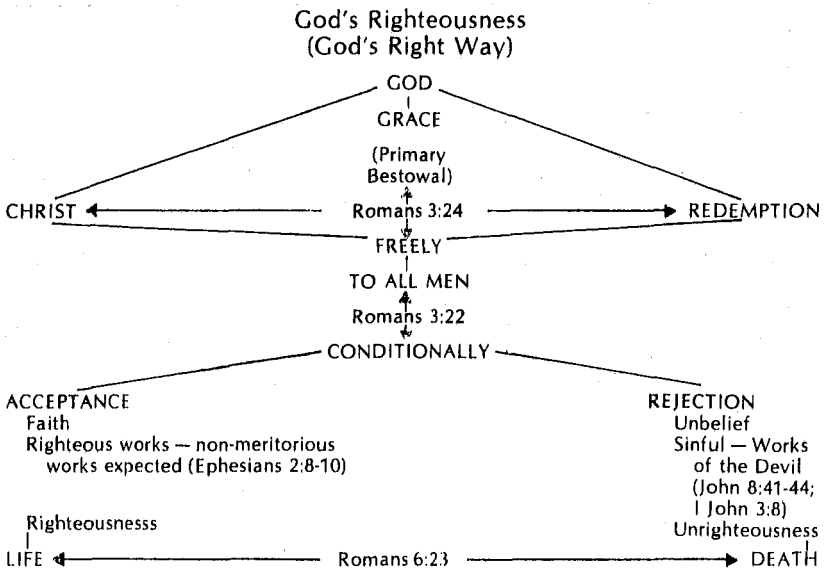 God's Righteousness
(God's Right Way)
GOD
GRACE
(Primary
Bestowal)
CHRIST Romans 3:24 REDEMPTION
FREELY
TO ALL MEN
Romans 3:22
CONDITIONALLY
ACCEPTANCE
Faith
Righteous works — non-meritorious
works expected (Ephesians 2:8-10)
Righteousnesss
REJECTION
Unbelief
Sinful — Works
of the Devil
(John 8:41-44;
I John 3:8)
Unrighteousness
LIFE Romans 6:23 DEATH